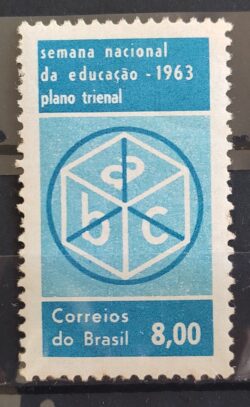 semana nacional
da educação - 1963
plano trienal
a
b c
Correios
do Brasil 8,00